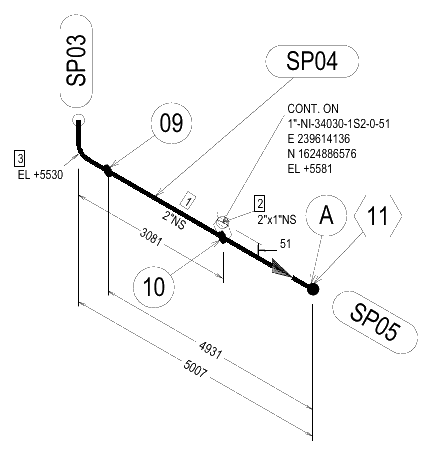 SP03
SP04
09
CONT. ON
1"-NI-34030-1S2-0-51
E 239614136
N 1624886576
EL +5581
3
EL +5530
1
2"NS
2
2"x1"NS
A
11
51
3081
10
SP05
4931
5007